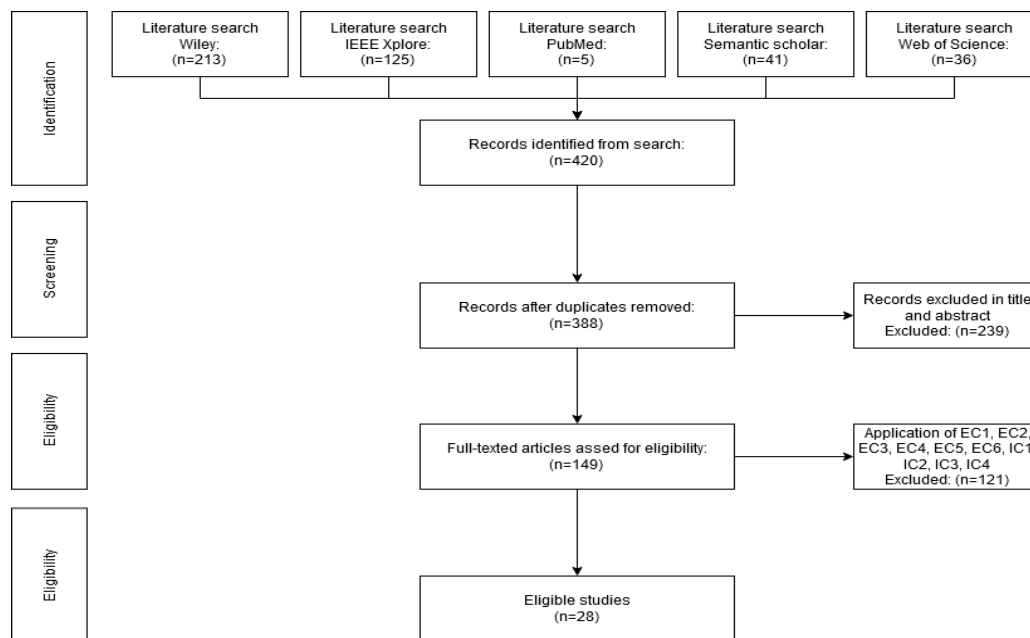 Identification
Literature search
Wiley:
(n=213)
Literature search
IEEE Xplore:
(n=125)
Literature search
PubMed:
(n=5)
Literature search
Semantic scholar:
(n=41)
Literature search
Web of Science:
(n=36)
Records identified from search:
(n=420)
Screening
Records after duplicates removed:
(n=388)
Records excluded in title
and abstract
Excluded: (n=239)
Eligibility
Full-texted articles assed for eligibility:
(n=149)
Application of EC1, EC2,
EC3, EC4, EC5, EC6, IC1
IC2, IC3, IC4
Excluded: (n=121)
Eligibility
Eligible studies
(n=28)